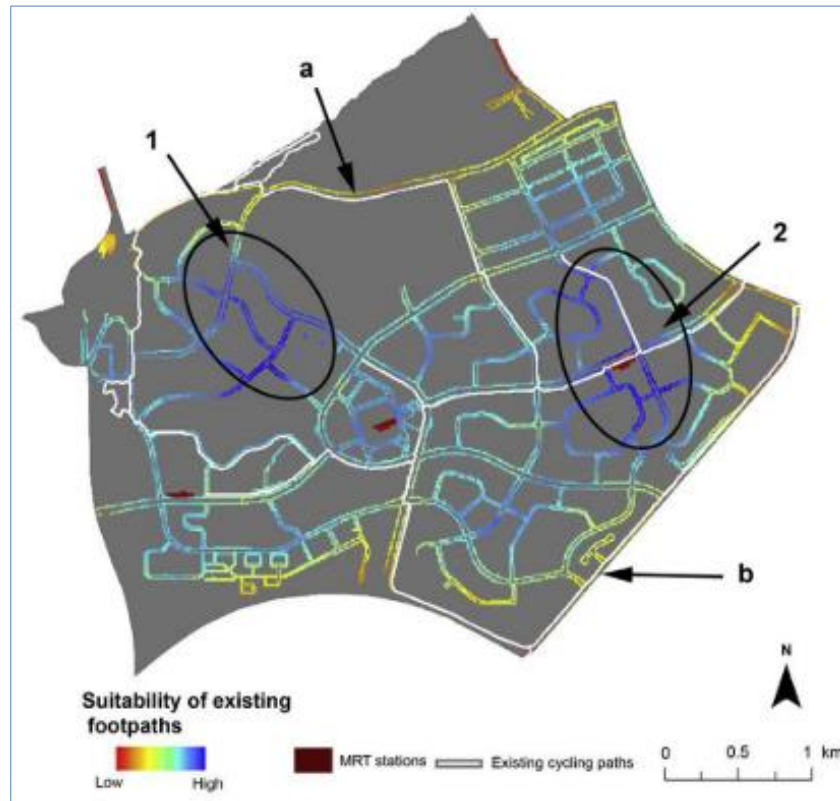 a
1
2
b
N
Suitability of existing
footpaths
Low
High
MRT stations
Existing cycling paths
0
0.5
1
km